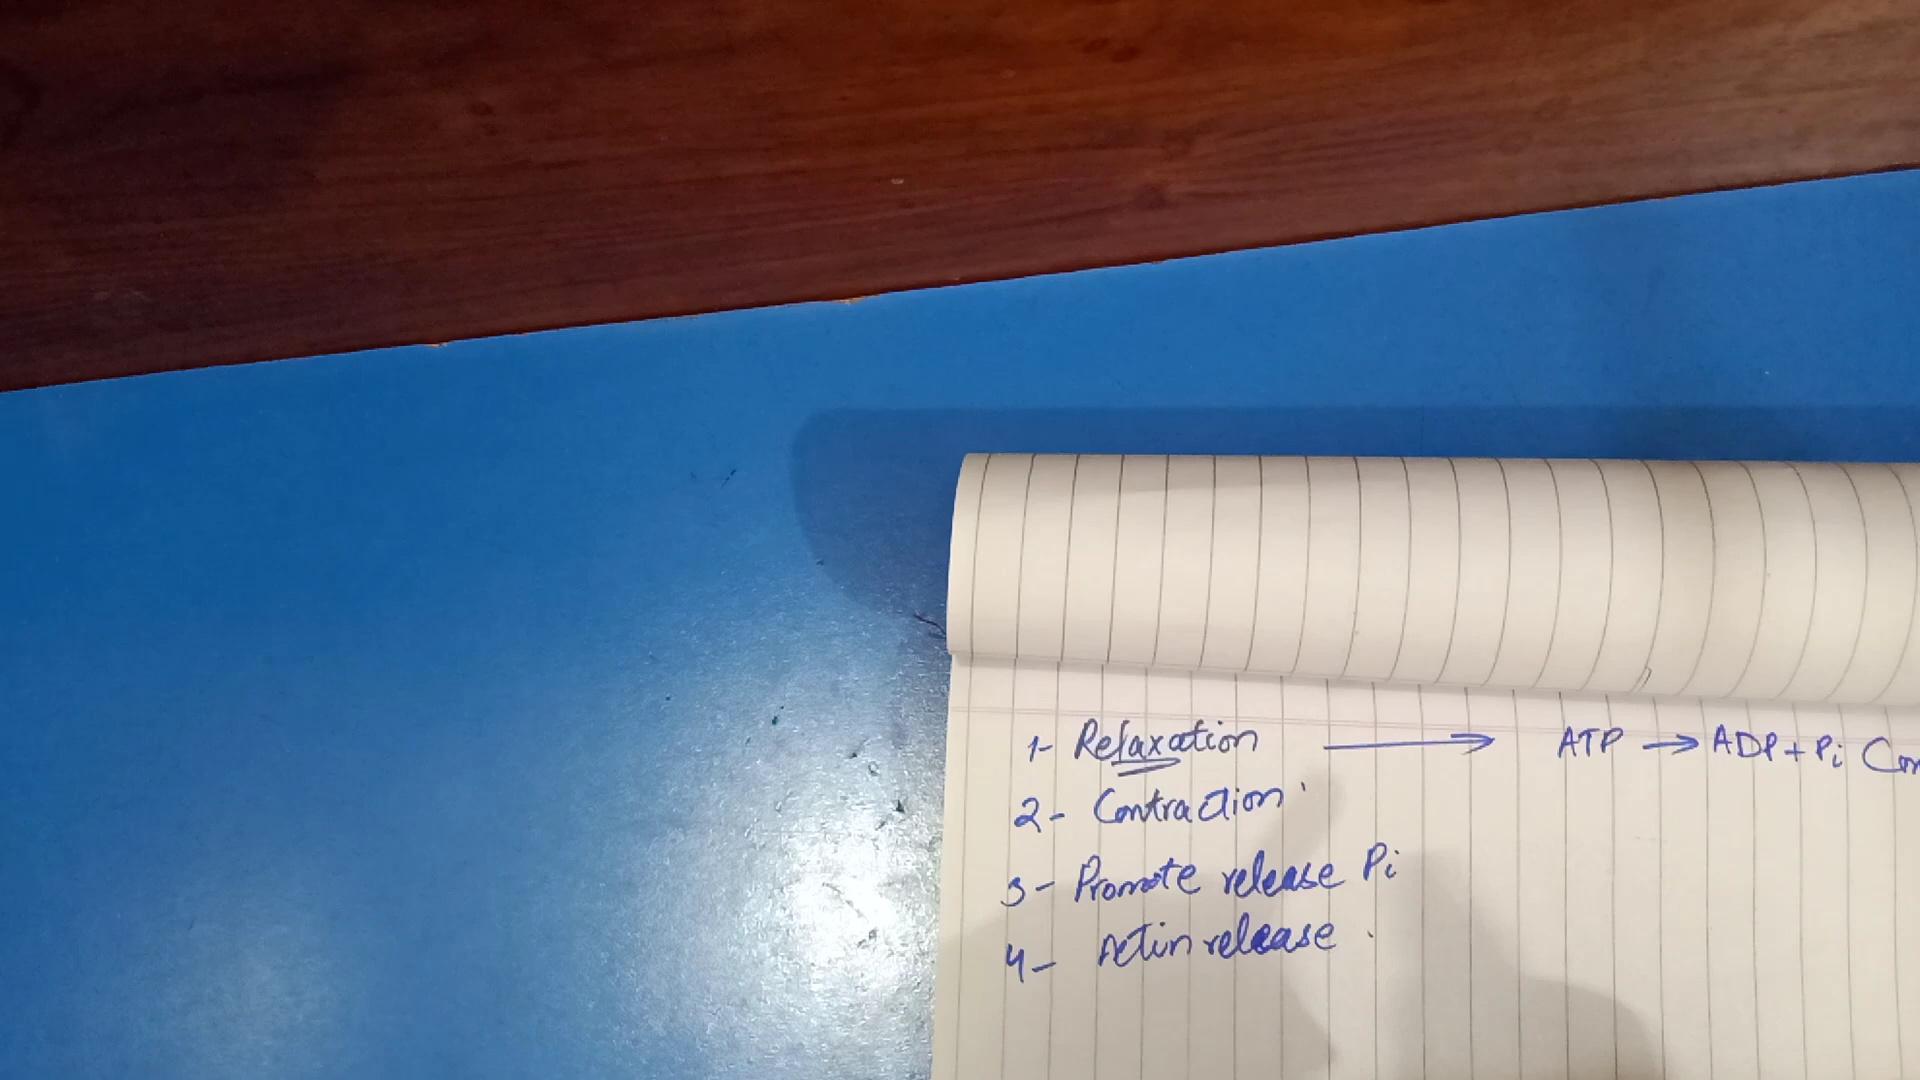 1- Relaxation ⟶ ATP → ADP + Pi
2- Contraction
3- Promote release Pi
4- Actin release.